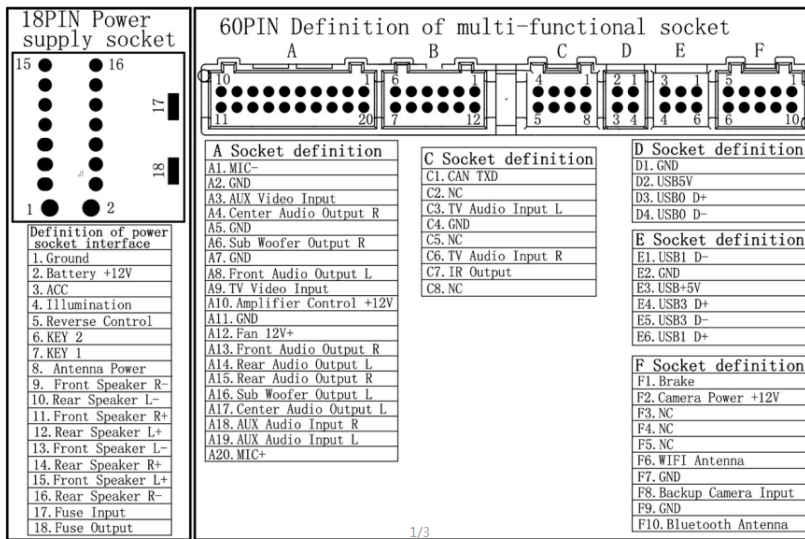 18PIN Power
supply socket
15
16
17
18
J1
1
2
Definition of power
socket interface
1. Ground
2. Battery +12V
3. ACC
4. Illumination
5. Reverse Control
6. KEY 2
7. KEY 1
8. Antenna Power
9. Front Speaker R-
10. Rear Speaker L-
11. Front Speaker R+
12. Rear Speaker L+
13. Front Speaker L-
14. Rear Speaker R+
15. Front Speaker L+
16. Rear Speaker R-
17. Fuse Input
18. Fuse Output
60PIN Definition of multi-functional socket
A B C D E F
10 1 6 1 4 1 2 1 3 1 5 1
11 20 7 12 5 8 3 4 4 6 6 10
A Socket definition
A1. MIC-
A2. GND
A3. AUX Video Input
A4. Center Audio Output R
A5. GND
A6. Sub Woofer Output R
A7. GND
A8. Front Audio Output L
A9. TV Video Input
A10. Amplifier Control +12V
A11. GND
A12. Fan 12V+
A13. Front Audio Output R
A14. Rear Audio Output L
A15. Rear Audio Output R
A16. Sub Woofer Output L
A17. Center Audio Output L
A18. AUX Audio Input R
A19. AUX Audio Input L
A20. MIC+
C Socket definition
C1. CAN TXD
C2. NC
C3. TV Audio Input L
C4. GND
C5. NC
C6. TV Audio Input R
C7. IR Output
C8. NC
D Socket definition
D1. GND
D2. USB5V
D3. USB0 D+
D4. USB0 D-
E Socket definition
E1. USB1 D-
E2. GND
E3. USB+5V
E4. USB3 D+
E5. USB3 D-
E6. USB1 D+
F Socket definition
F1. Brake
F2. Camera Power +12V
F3. NC
F4. NC
F5. NC
F6. WIFI Antenna
F7. GND
F8. Backup Camera Input
F9. GND
F10. Bluetooth Antenna
1/3